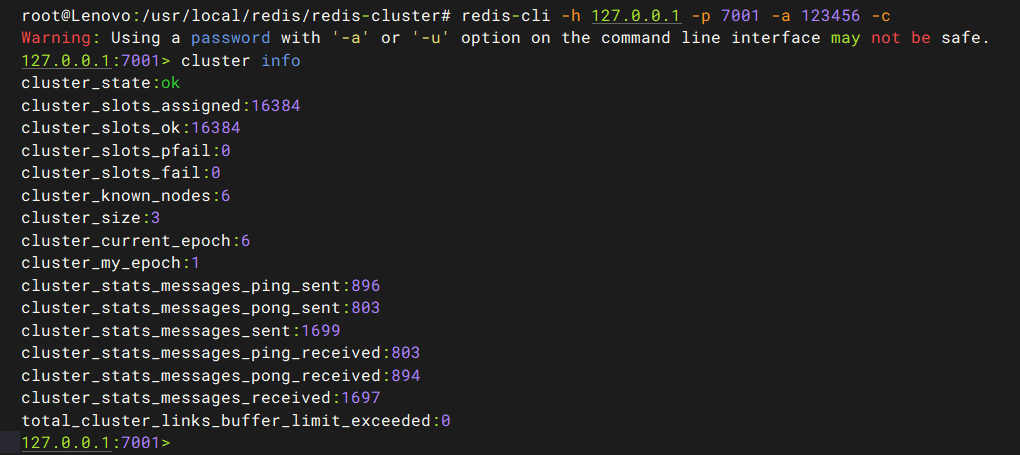 root@Lenovo:/usr/local/redis/redis-cluster# redis-cli -h 127.0.0.1 -p 7001 -a 123456 -c
Warning: Using a password with '-a' or '-u' option on the command line interface may not be safe.
127.0.0.1:7001> cluster info
cluster_state:ok
cluster_slots_assigned:16384
cluster_slots_ok:16384
cluster_slots_pfail:0
cluster_slots_fail:0
cluster_known_nodes:6
cluster_size:3
cluster_current_epoch:6
cluster_my_epoch:1
cluster_stats_messages_ping_sent:896
cluster_stats_messages_pong_sent:803
cluster_stats_messages_sent:1699
cluster_stats_messages_ping_received:803
cluster_stats_messages_pong_received:894
cluster_stats_messages_received:1697
total_cluster_links_buffer_limit_exceeded:0
127.0.0.1:7001>